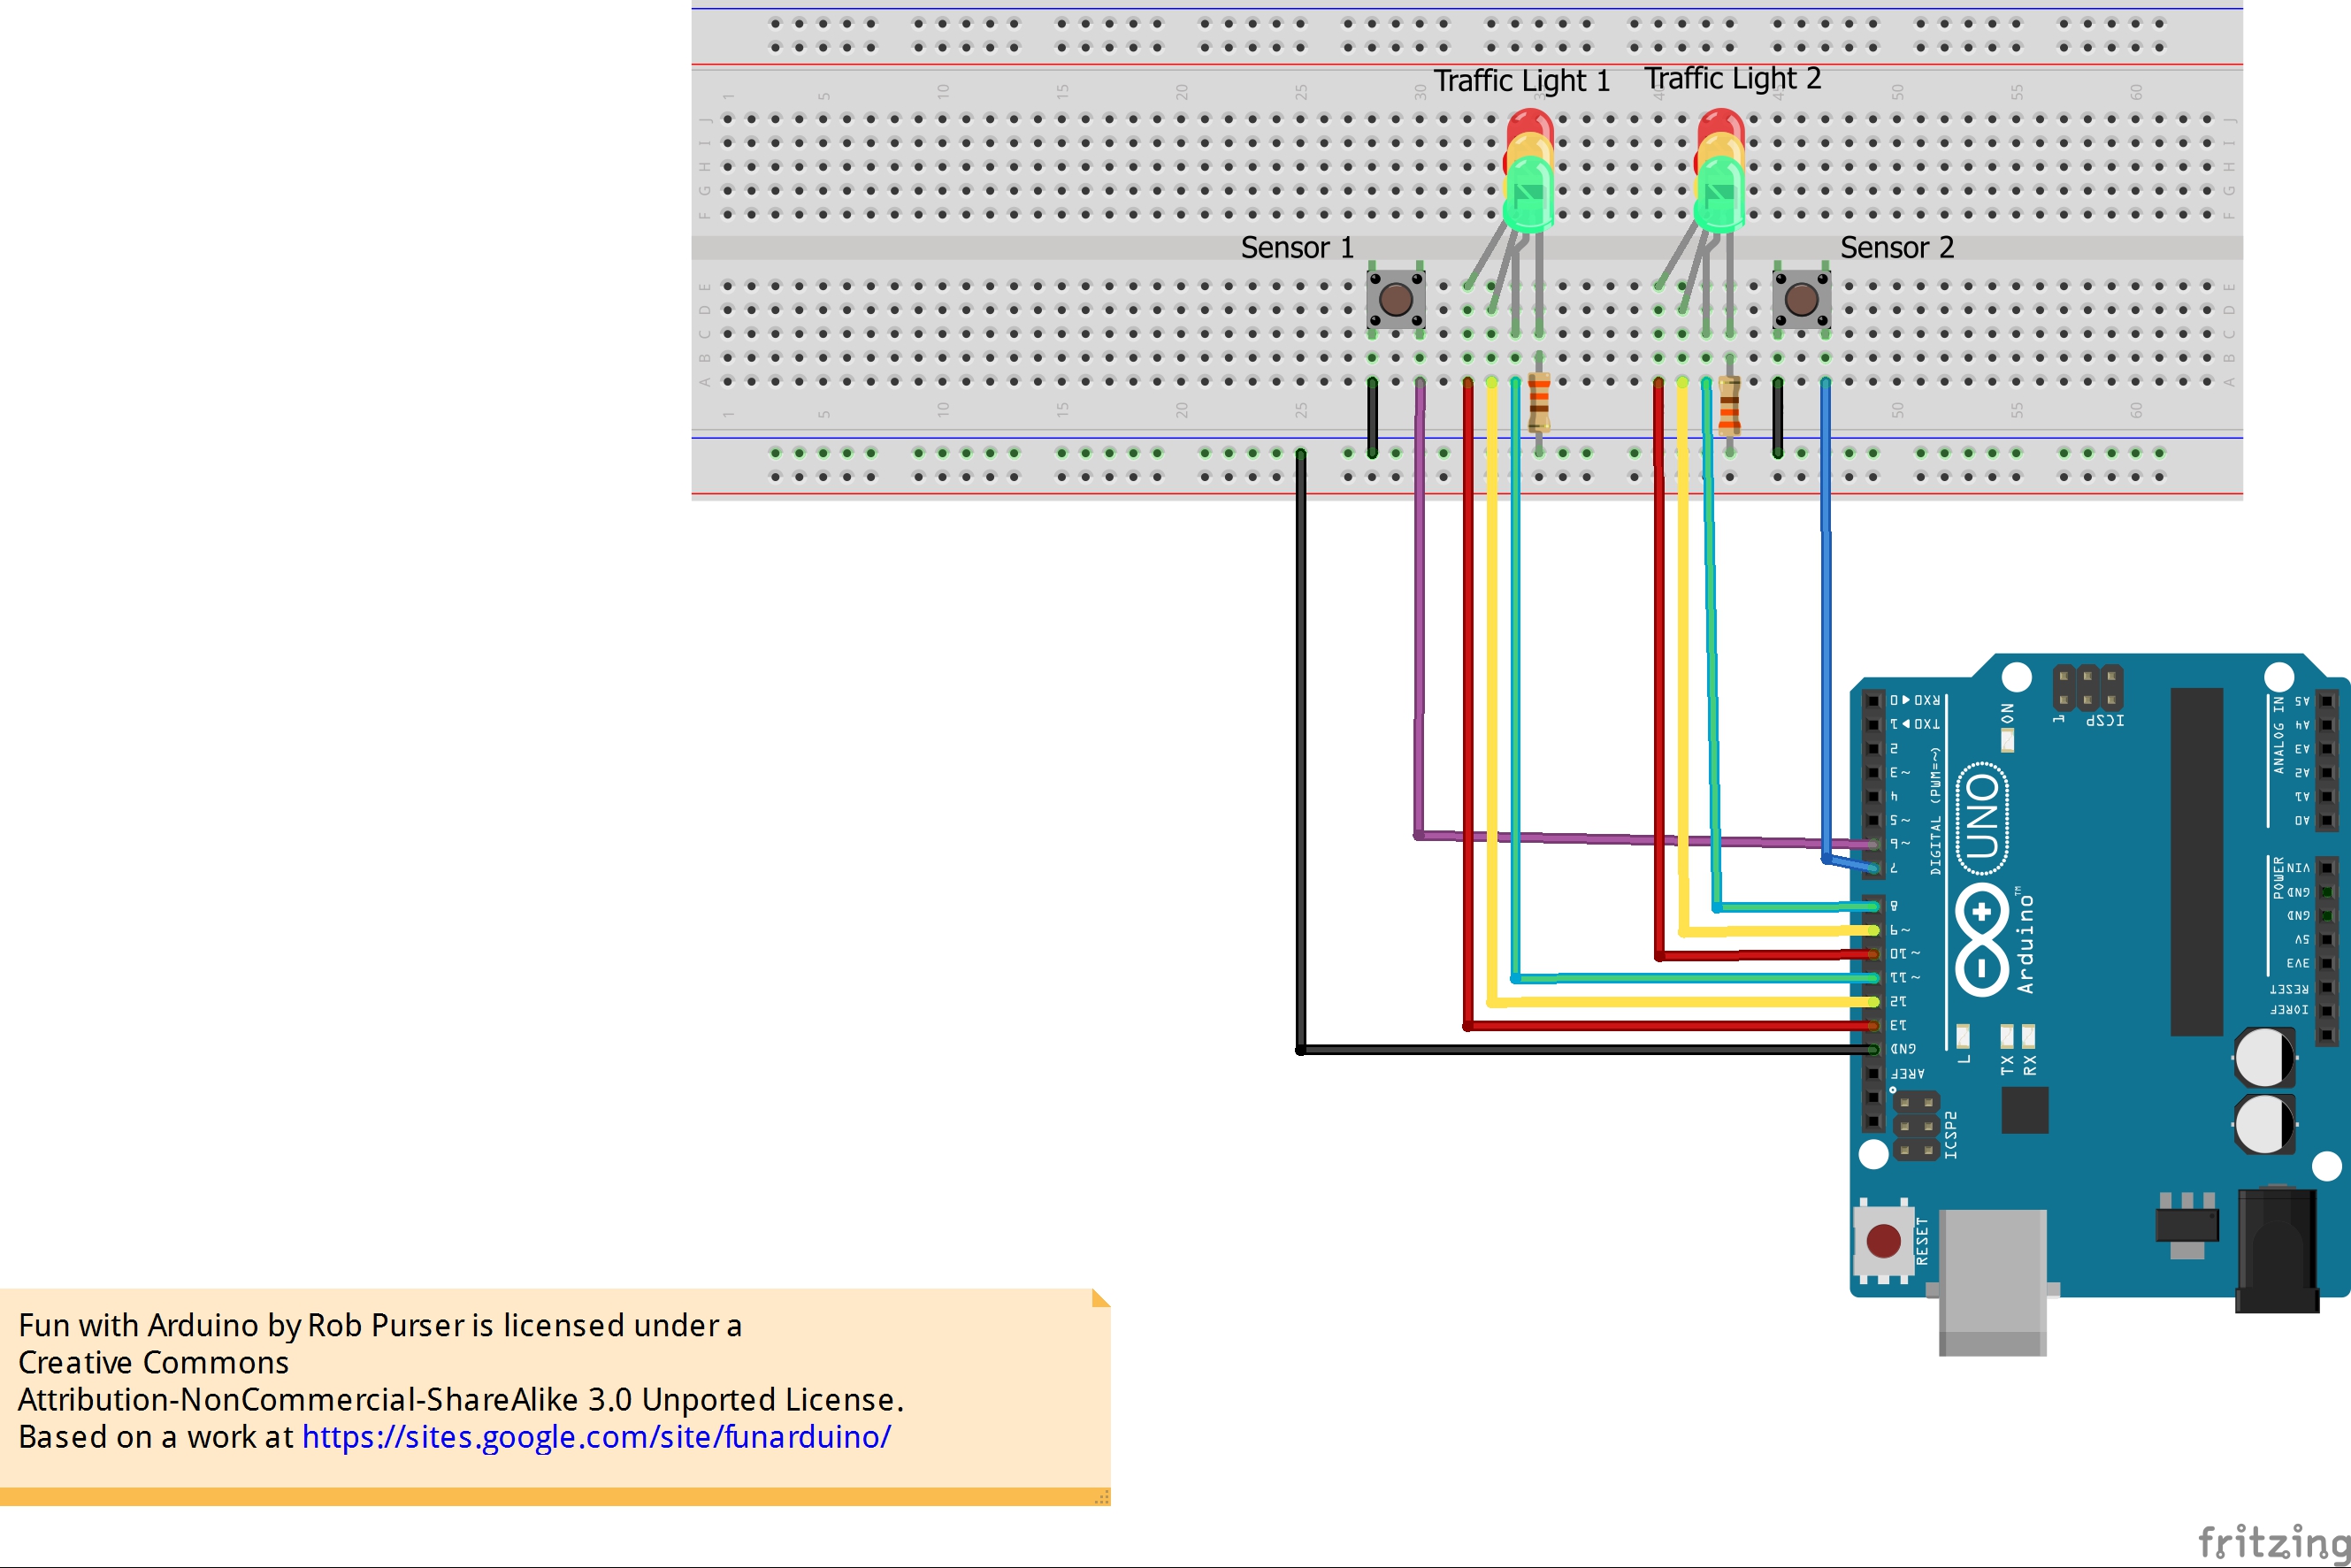 Traffic Light 1 Traffic Light 2
1 5 10 15 20 25 30 35 40 45 50 55 60
J J
I I
H H
G G
F F
Sensor 1 Sensor 2
E E
D D
C C
B B
A A
1 5 10 15 20 25 50 55 60
RX0 ◀ 0
TX0 ▶ 1
2
~ 3
4
~ 5
~ 6
7
8
~ 9
~ 10
~ 11
12
13
GND
AREF
DIGITAL (PWM=~)
ON
1 ICSP
UNO
Arduino™
L
TX
RX
ICSP2
RESET
ANALOG IN
A5
A4
A3
A2
A1
A0
POWER
VIN
GND
GND
5V
3V3
RESET
IOREF
Fun with Arduino by Rob Purser is licensed under a
Creative Commons
Attribution-NonCommercial-ShareAlike 3.0 Unported License.
Based on a work at https://sites.google.com/site/funarduino/
fritzing